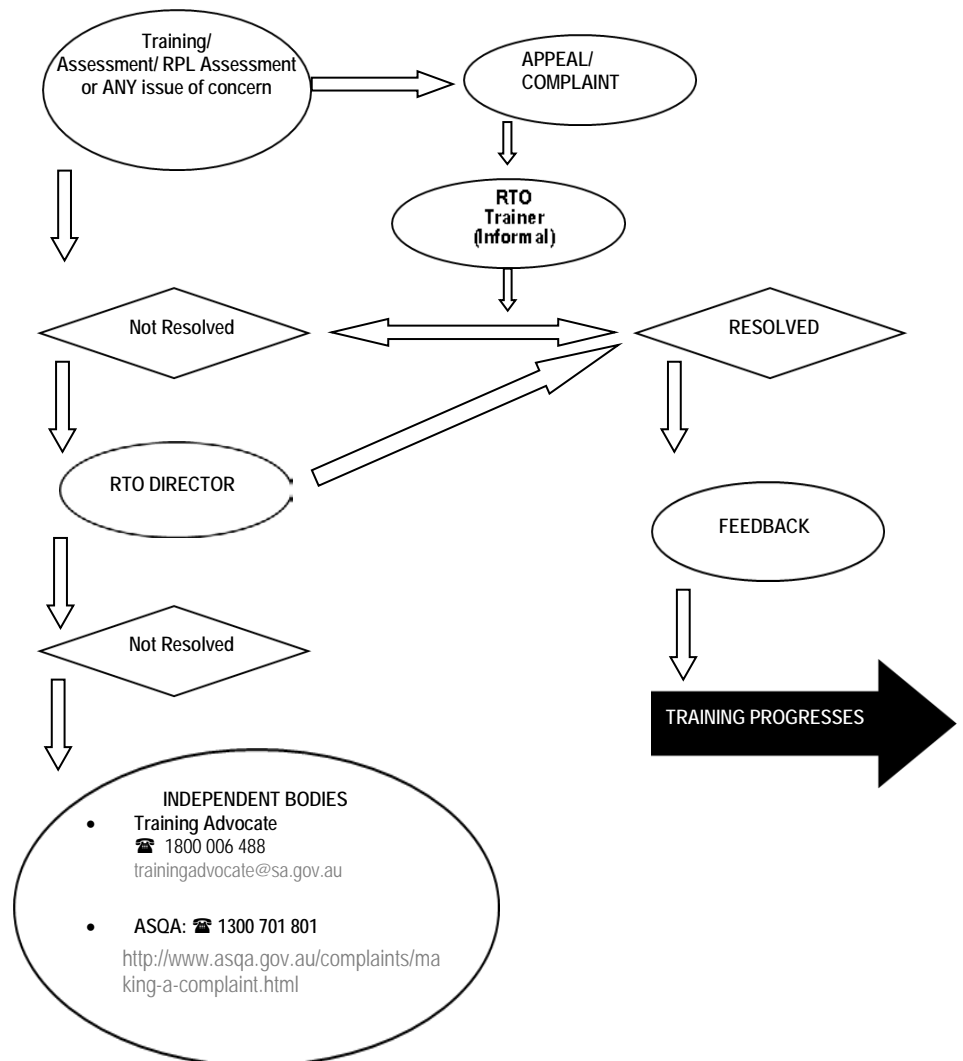 Training/
Assessment/ RPL Assessment
or ANY issue of concern
APPEAL/
COMPLAINT
RTO
Trainer
(Informal)
Not Resolved
RESOLVED
RTO DIRECTOR
FEEDBACK
Not Resolved
TRAINING PROGRESSES
INDEPENDENT BODIES
• Training Advocate
☎ 1800 006 488
trainingadvocate@sa.gov.au
• ASQA: ☎ 1300 701 801
http://www.asqa.gov.au/complaints/ma
king-a-complaint.html